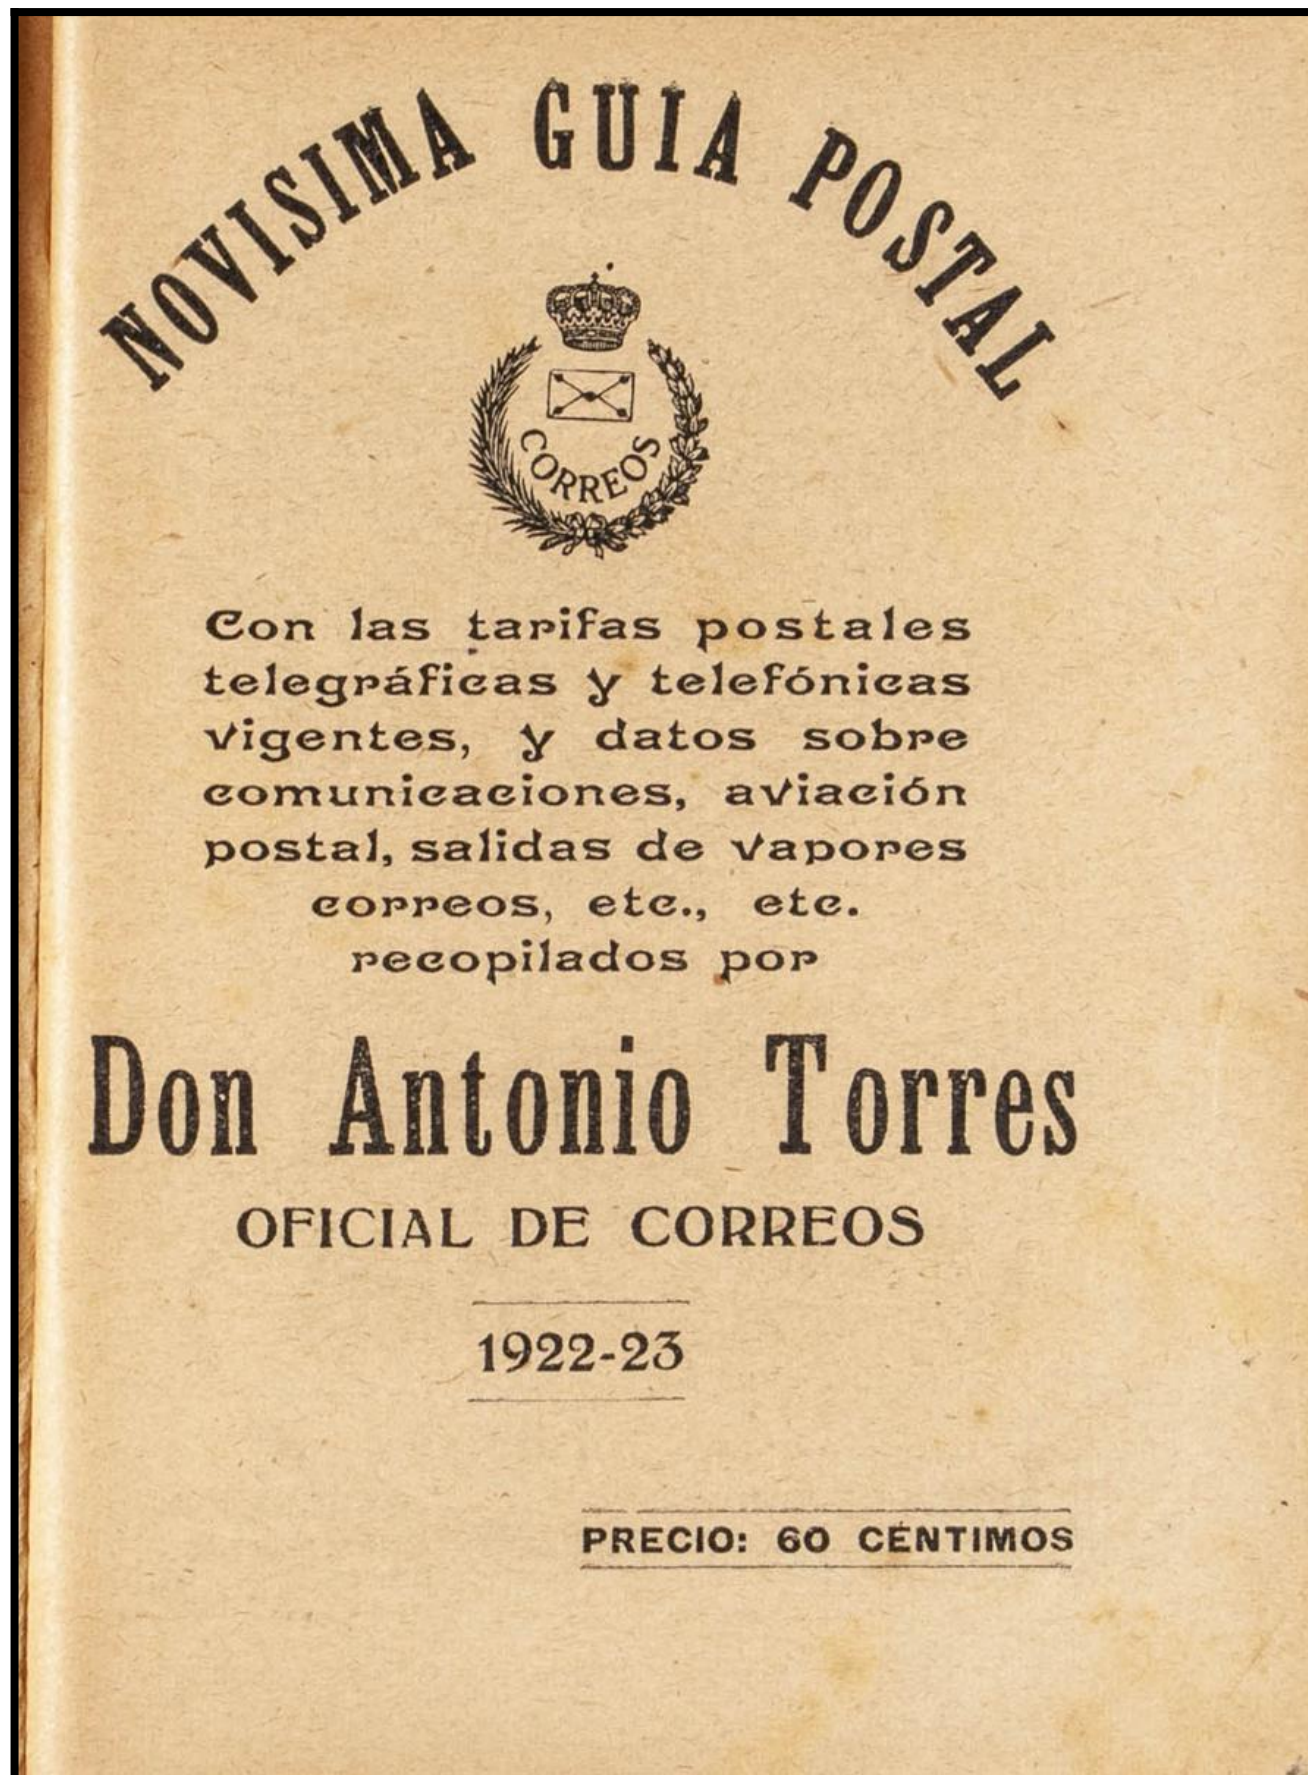 NOVISIMA GUIA POSTAL
CORREOS
Con las tarifas postales
telegráficas y telefónicas
vigentes, y datos sobre
comunicaciones, aviación
postal, salidas de vapores
correos, etc., etc.
recopilados por
Don Antonio Torres
OFICIAL DE CORREOS
1922-23
PRECIO: 60 CÉNTIMOS